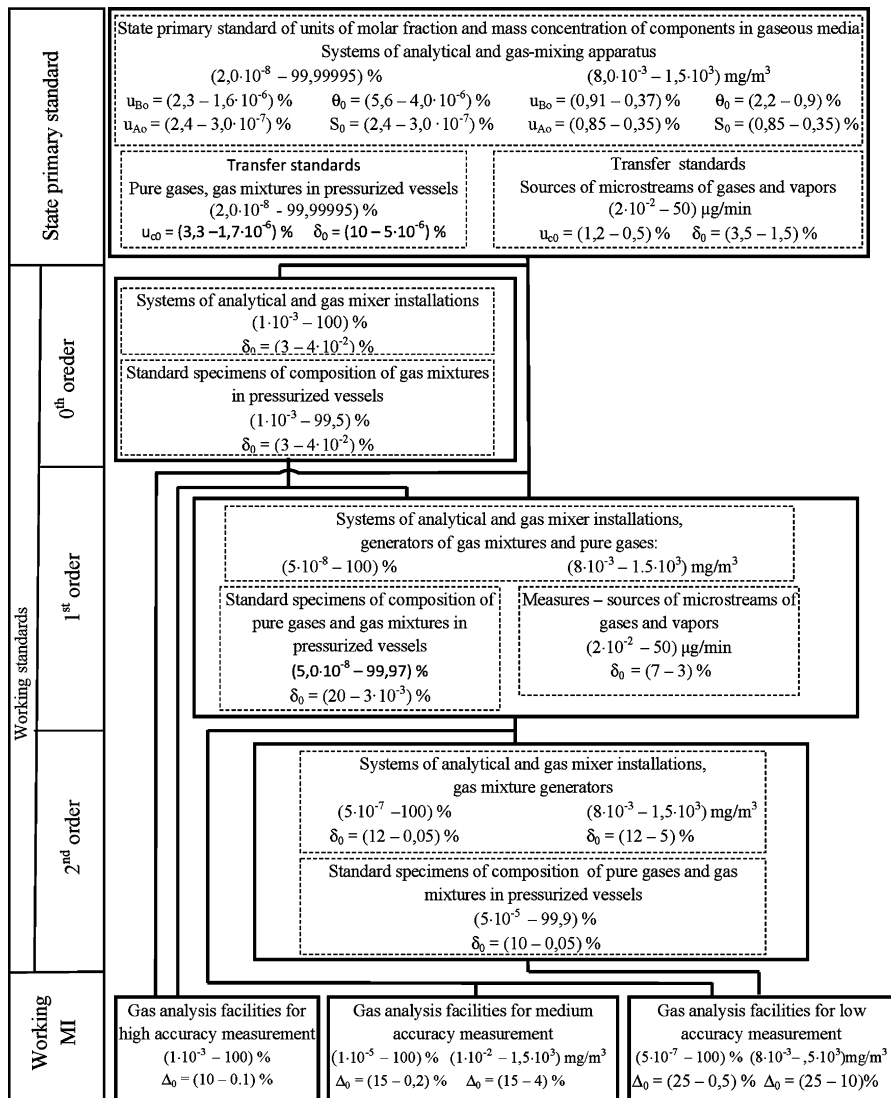 State primary standard
State primary standard of units of molar fraction and mass concentration of components in gaseous media
Systems of analytical and gas-mixing apparatus
(2,0·10⁻⁸ – 99,99995) % (8,0·10⁻³ – 1,5·10³) mg/m³
u_Bo = (2,3 – 1,6·10⁻⁶) % θ₀ = (5,6 – 4,0·10⁻⁶) % u_Bo = (0,91 – 0,37) % θ₀ = (2,2 – 0,9) %
u_Ao = (2,4 – 3,0·10⁻⁷) % S₀ = (2,4 – 3,0·10⁻⁷) % u_Ao = (0,85 – 0,35) % S₀ = (0,85 – 0,35) %
Transfer standards
Pure gases, gas mixtures in pressurized vessels
(2,0·10⁻⁸ - 99,99995) %
u_c0 = (3,3 –1,7·10⁻⁶) % δ₀ = (10 – 5·10⁻⁶) %
Transfer standards
Sources of microstreams of gases and vapors
(2·10⁻² – 50) μg/min
u_c0 = (1,2 – 0,5) % δ₀ = (3,5 – 1,5) %
Working standards
0th oreder
Systems of analytical and gas mixer installations
(1·10⁻³ – 100) %
δ₀ = (3 – 4·10⁻²) %
Standard specimens of composition of gas mixtures
in pressurized vessels
(1·10⁻³ – 99,5) %
δ₀ = (3 – 4·10⁻²) %
1st order
Systems of analytical and gas mixer installations,
generators of gas mixtures and pure gases:
(5·10⁻⁸ – 100) % (8·10⁻³ – 1.5·10³) mg/m³
Standard specimens of composition of
pure gases and gas mixtures in
pressurized vessels
(5,0·10⁻⁸ – 99,97) %
δ₀ = (20 – 3·10⁻³) %
Measures – sources of microstreams of
gases and vapors
(2·10⁻² – 50) μg/min
δ₀ = (7 – 3) %
2nd order
Systems of analytical and gas mixer installations,
gas mixture generators
(5·10⁻⁷ –100) % (8·10⁻³ – 1,5·10³) mg/m³
δ₀ = (12 – 0,05) % δ₀ = (12 – 5) %
Standard specimens of composition of pure gases and gas
mixtures in pressurized vessels
(5·10⁻⁵ – 99,9) %
δ₀ = (10 – 0,05) %
Working
MI
Gas analysis facilities for
high accuracy measurement
(1·10⁻³ – 100) %
Δ₀ = (10 – 0.1) %
Gas analysis facilities for medium
accuracy measurement
(1·10⁻⁵ – 100) % (1·10⁻² – 1,5·10³) mg/m³
Δ₀ = (15 – 0,2) % Δ₀ = (15 – 4) %
Gas analysis facilities for low
accuracy measurement
(5·10⁻⁷ – 100) % (8·10⁻³– ,5·10³)mg/m³
Δ₀ = (25 – 0,5) % Δ₀ = (25 – 10)%